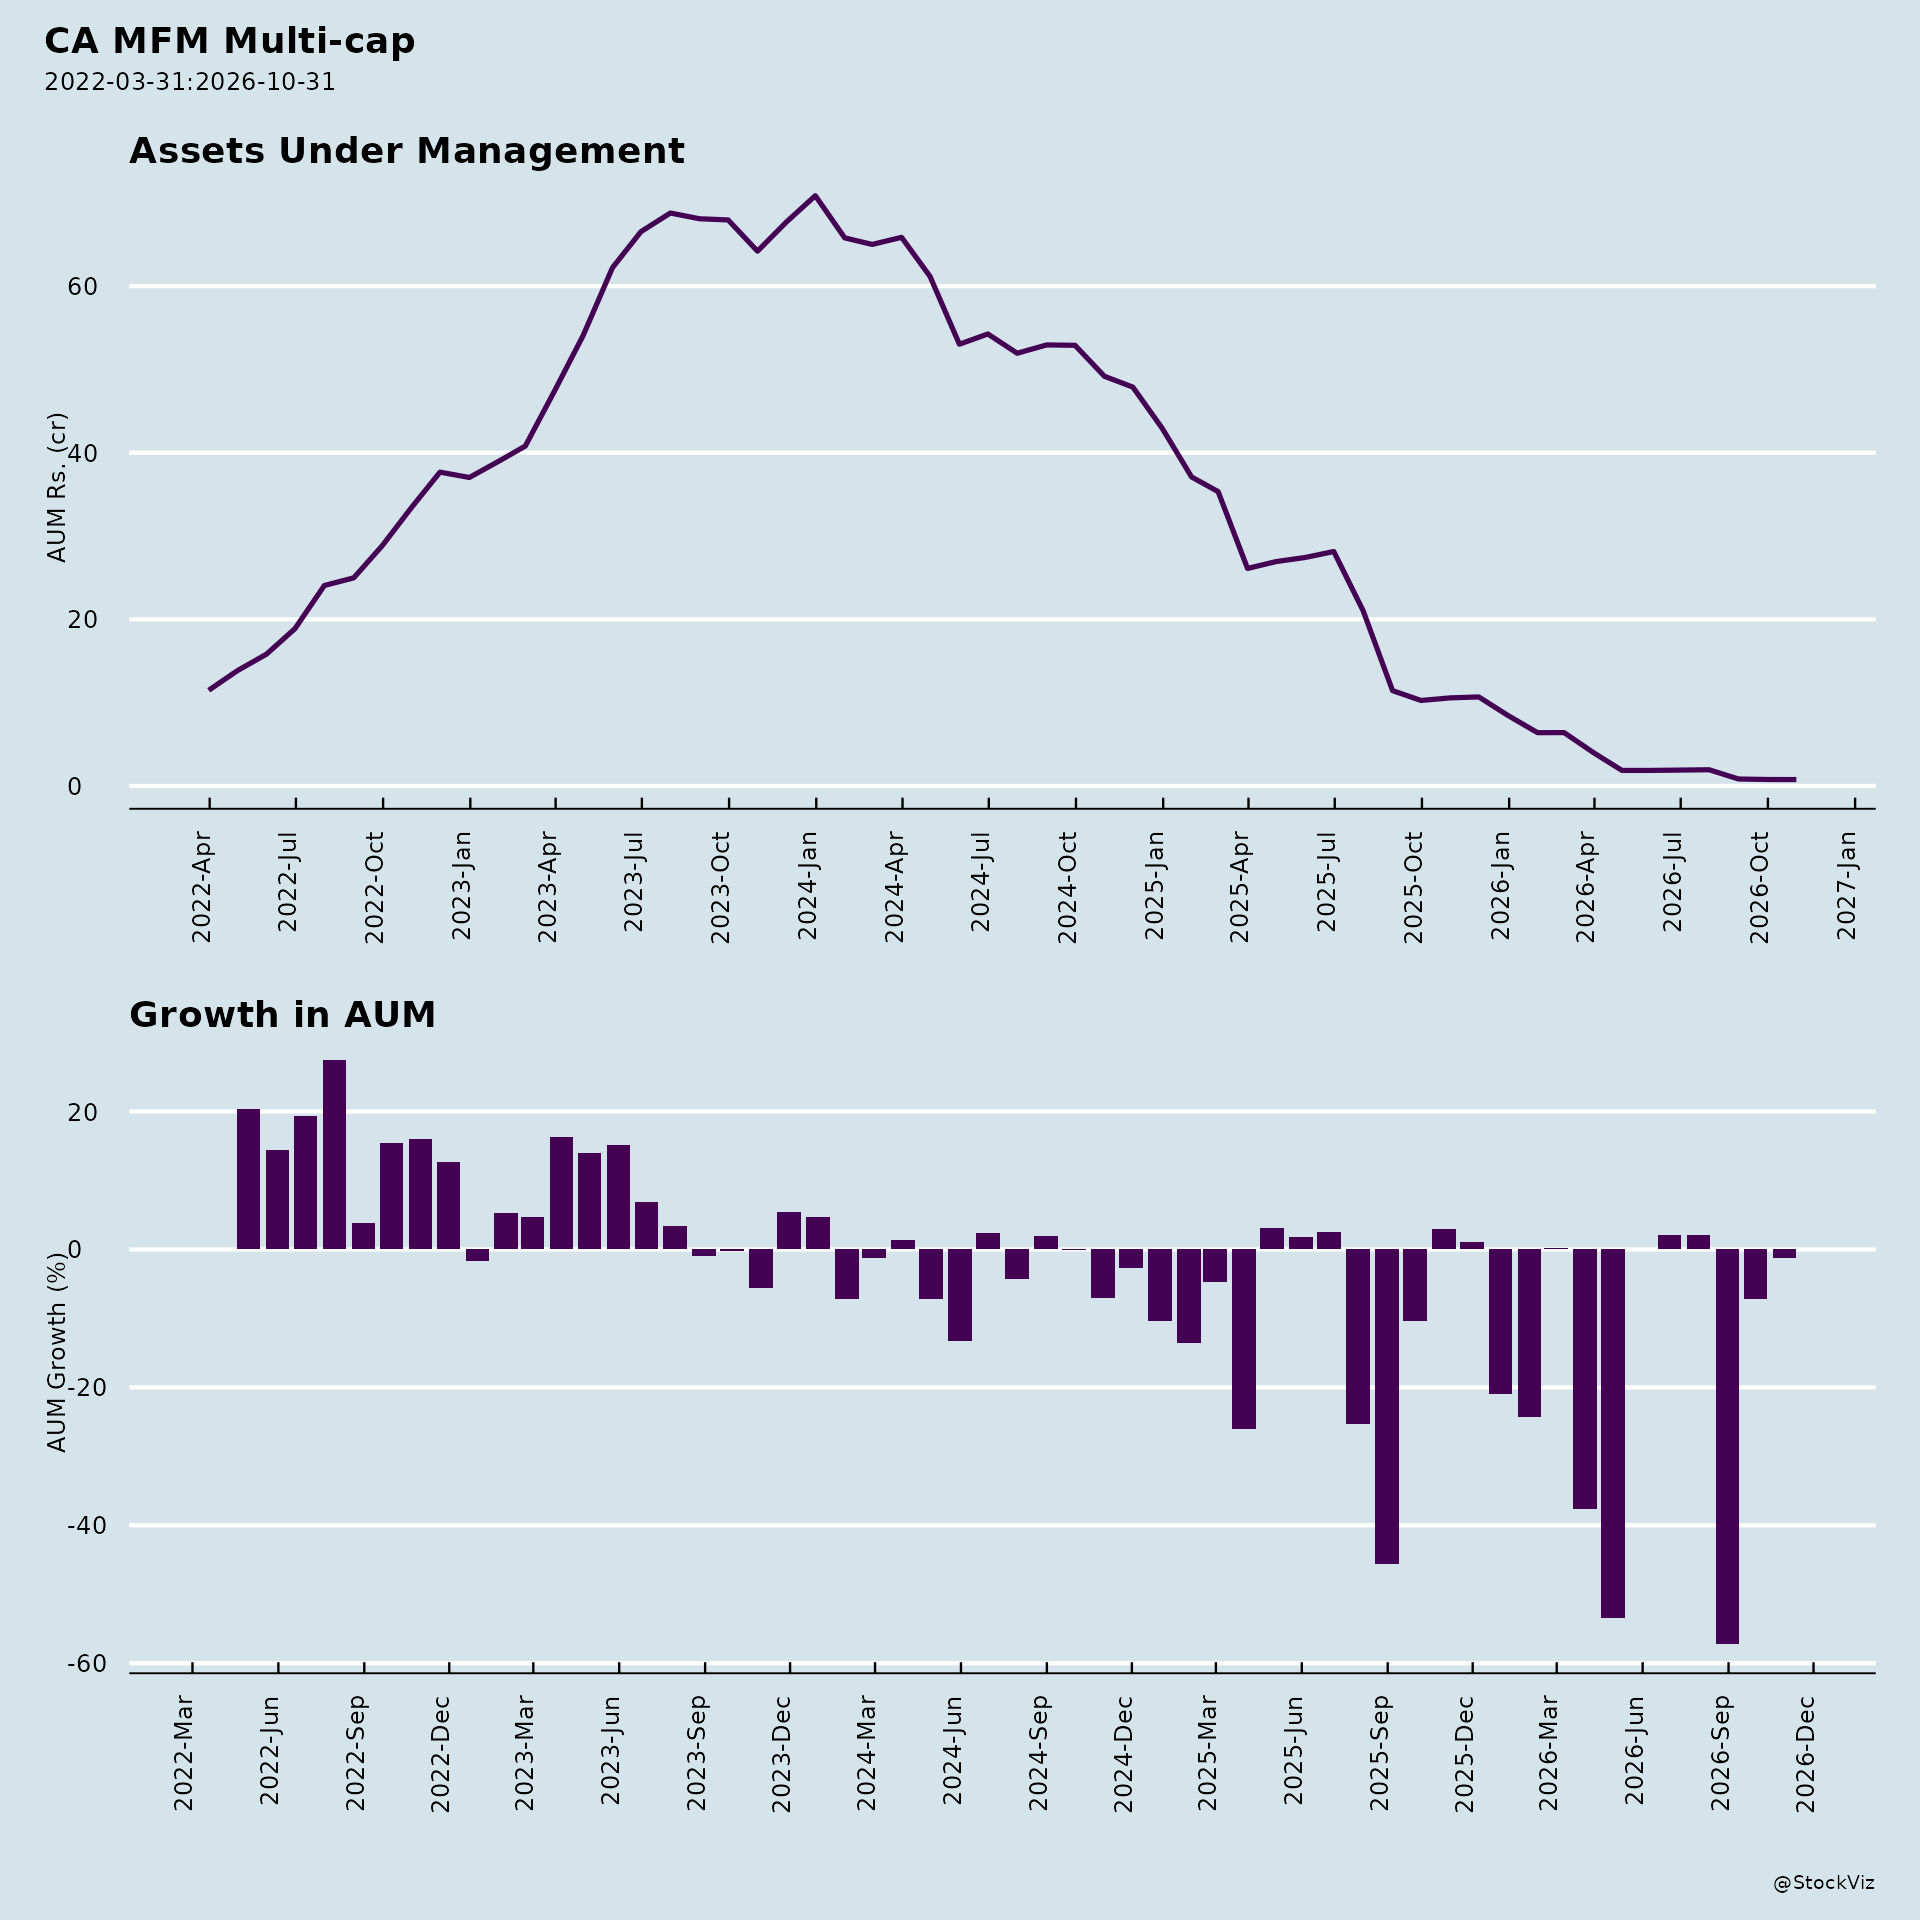 CA MFM Multi-cap
2022-03-31:2026-10-31
Assets Under Management
AUM Rs. (cr)
60
40
20
0
2022-Apr
2022-Jul
2022-Oct
2023-Jan
2023-Apr
2023-Jul
2023-Oct
2024-Jan
2024-Apr
2024-Jul
2024-Oct
2025-Jan
2025-Apr
2025-Jul
2025-Oct
2026-Jan
2026-Apr
2026-Jul
2026-Oct
2027-Jan
Growth in AUM
AUM Growth (%)
20
0
-20
-40
-60
2022-Mar
2022-Jun
2022-Sep
2022-Dec
2023-Mar
2023-Jun
2023-Sep
2023-Dec
2024-Mar
2024-Jun
2024-Sep
2024-Dec
2025-Mar
2025-Jun
2025-Sep
2025-Dec
2026-Mar
2026-Jun
2026-Sep
2026-Dec
@StockViz